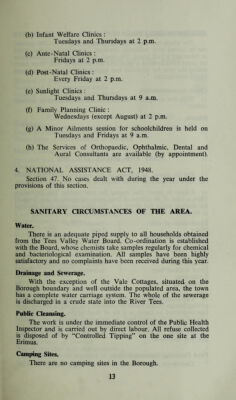 (b) Infant Welfare Clinics :
Tuesdays and Thursdays at 2 p.m.
(c) Ante-Natal Clinics :
Fridays at 2 p.m.
(d) Post-Natal Clinics :
Every Friday at 2 p.m.
(e) Sunlight Clinics :
Tuesdays and Thursdays at 9 a.m.
(f) Family Planning Clinic :
Wednesdays (except August) at 2 p.m.
(g) A Minor Ailments session for schoolchildren is held on
Tuesdays and Fridays at 9 a.m.
(h) The Services of Orthopaedic, Ophthalmic, Dental and
Aural Consultants are available (by appointment).
4. NATIONAL ASSISTANCE ACT, 1948.
Section 47. No cases dealt with during the year under the
provisions of this section.
SANITARY CIRCUMSTANCES OF THE AREA.
Water.
There is an adequate piped supply to all households obtained
from the Tees Valley Water Board. Co-ordination is established
with the Board, whose chemists take samples regularly for chemical
and bacteriological examination. All samples have been highly
satisfactory and no complaints have been received during this year.
Drainage and Sewerage.
With the exception of the Vale Cottages, situated on the
Borough boundary and well outside the populated area, the town
has a complete water carriage system. The whole of the sewerage
is discharged in a crude state into the River Tees.
Public Cleansing.
The work is under the immediate control of the Public Health
Inspector and is carried out by direct labour. All refuse collected
is disposed of by "Controlled Tipping" on the one site at the
Erimus.
Camping Sites.
There are no camping sites in the Borough.
13